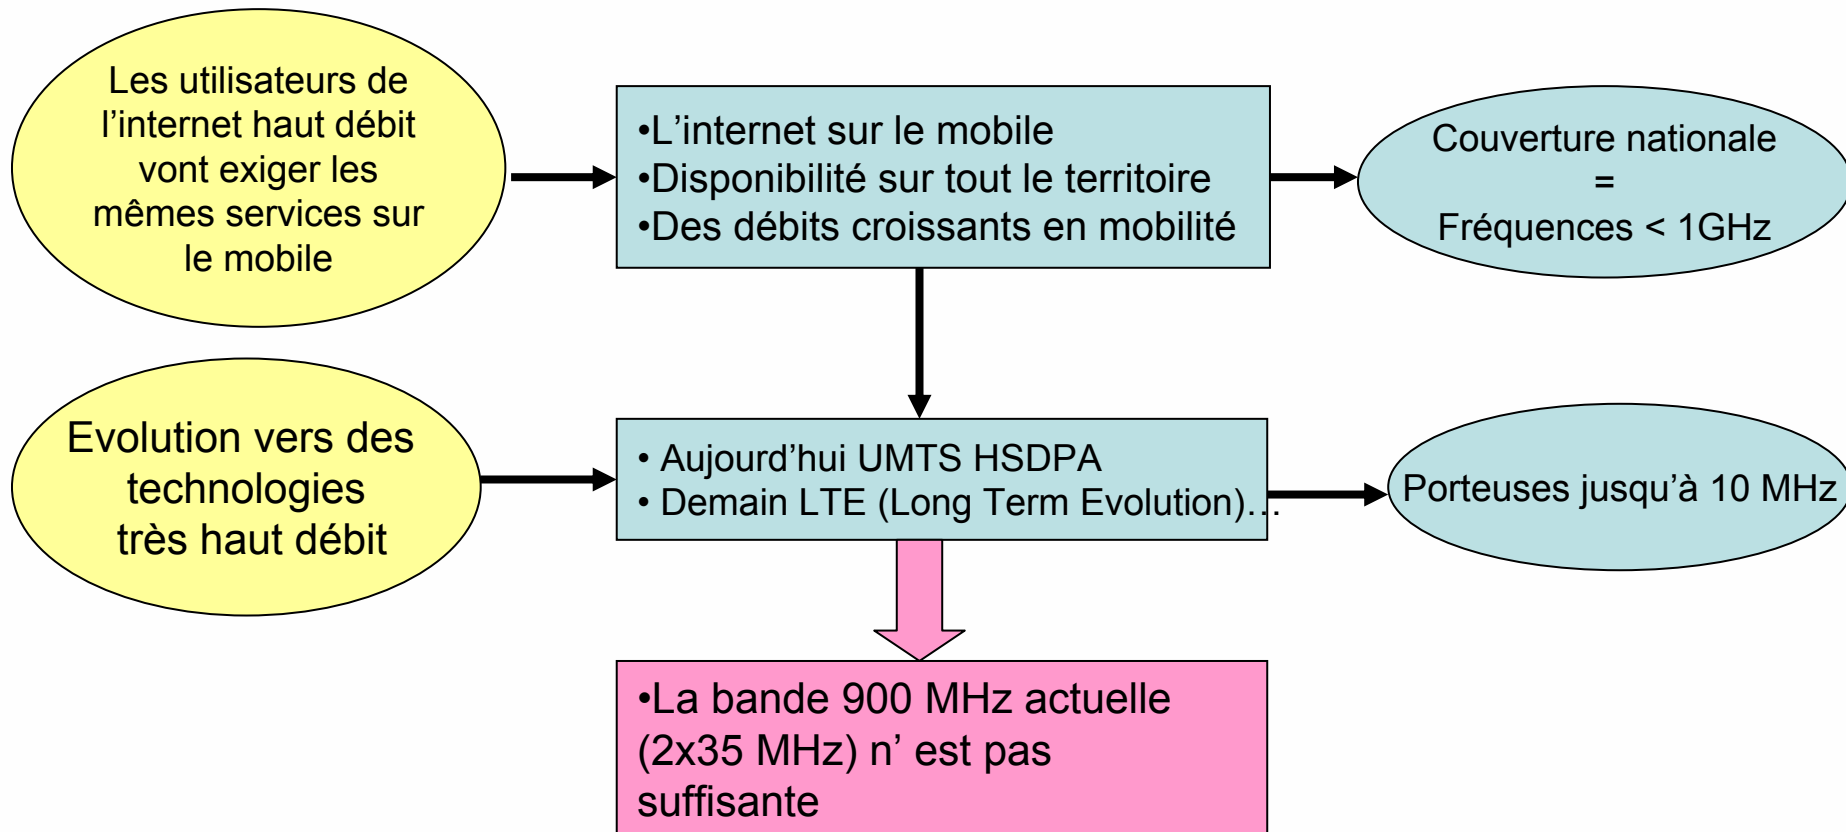 Les utilisateurs de
l’internet haut débit
vont exiger les
mêmes services sur
le mobile
•L’internet sur le mobile
•Disponibilité sur tout le territoire
•Des débits croissants en mobilité
Couverture nationale
=
Fréquences < 1GHz
Evolution vers des
technologies
très haut débit
• Aujourd’hui UMTS HSDPA
• Demain LTE (Long Term Evolution)…
Porteuses jusqu’à 10 MHz
•La bande 900 MHz actuelle
(2x35 MHz) n’ est pas
suffisante